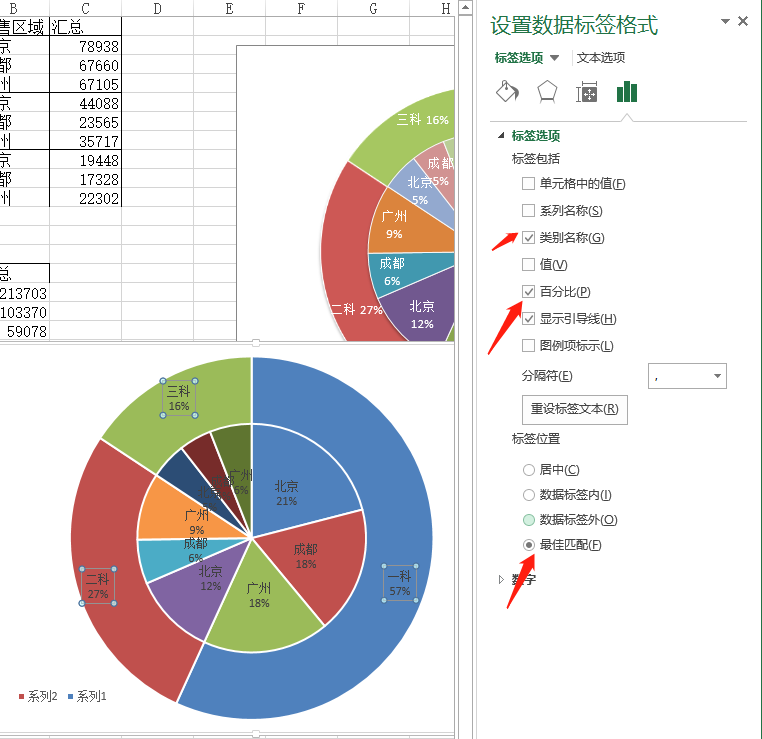 B C D E F G H
售区域 汇总
京 78938
都 67660
州 67105
京 44088
都 23565
州 35717
京 19448
都 17328
州 22302
总
213703
103370
59078
三科 16%
成都
5%
北京
5%
广州
9%
成都
6%
二科 27%
北京
12%
三科
16%
广州
6%
北京
北京
21%
广州
9%
成都
6%
成都
18%
二科
27%
北京
12%
广州
18%
一科
57%
系列2 系列1
设置数据标签格式
标签选项 文本选项
标签选项
标签包括
单元格中的值(F)
系列名称(S)
类别名称(G)
值(V)
百分比(P)
显示引导线(H)
图例项标示(L)
分隔符(E) ,
重设标签文本(R)
标签位置
居中(C)
数据标签内(I)
数据标签外(O)
最佳匹配(F)
数字